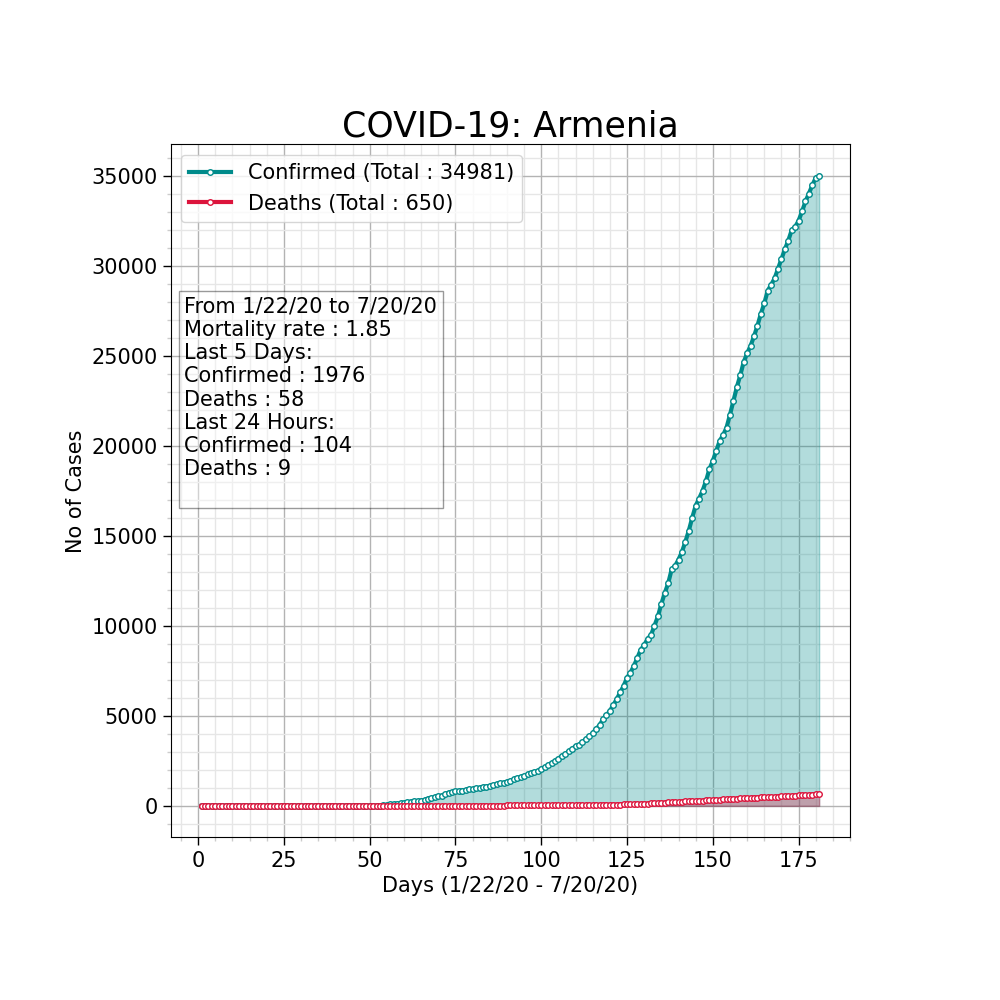 COVID-19: Armenia
Confirmed (Total : 34981)
Deaths (Total : 650)
From 1/22/20 to 7/20/20
Mortality rate : 1.85
Last 5 Days:
Confirmed : 1976
Deaths : 58
Last 24 Hours:
Confirmed : 104
Deaths : 9
No of Cases
35000
30000
25000
20000
15000
10000
5000
0
0 25 50 75 100 125 150 175
Days (1/22/20 - 7/20/20)